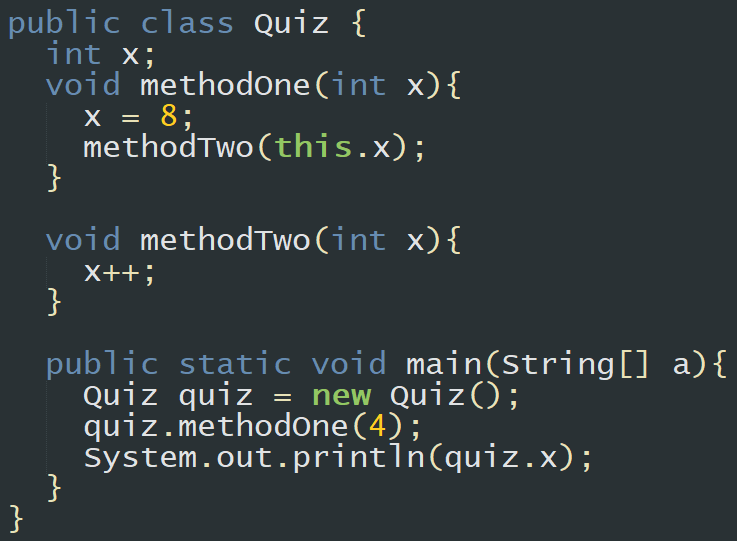 public class Quiz {
  int x;
  void methodOne(int x){
    x = 8;
    methodTwo(this.x);
  }

  void methodTwo(int x){
    x++;
  }

  public static void main(String[] a){
    Quiz quiz = new Quiz();
    quiz.methodOne(4);
    System.out.println(quiz.x);
  }
}